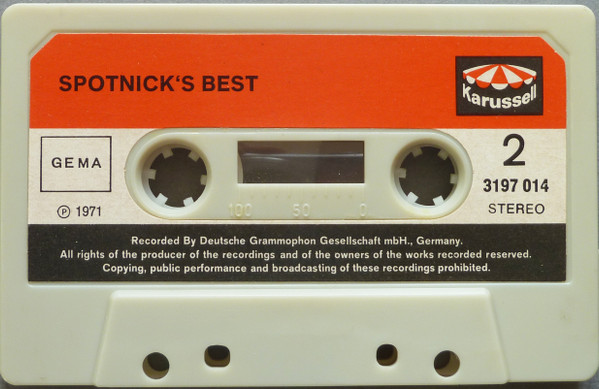 SPOTNICK‘S BEST
Karussell
GEMA
2
3197 014
Ⓟ 1971
STEREO
100 50 0
Recorded By Deutsche Grammophon Gesellschaft mbH., Germany.
All rights of the producer of the recordings and of the owners of the works recorded reserved.
Copying, public performance and broadcasting of these recordings prohibited.